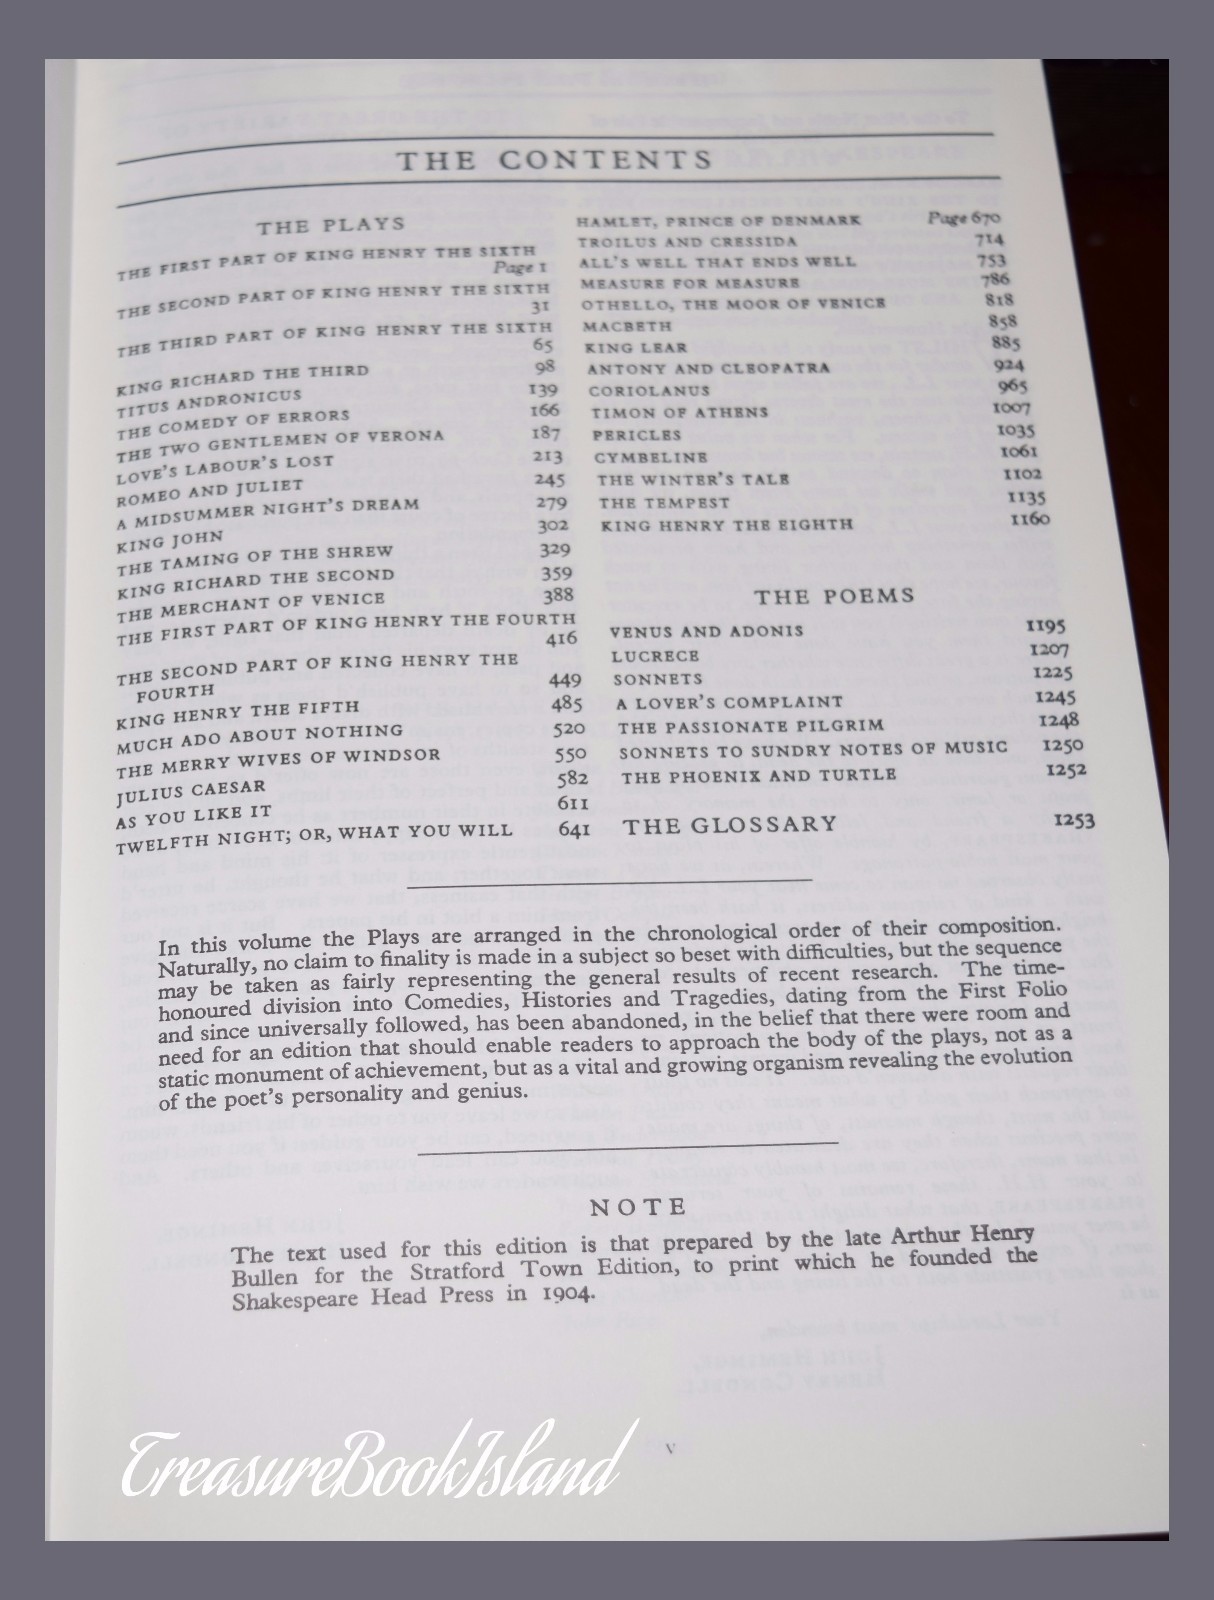 THE CONTENTS
THE PLAYS
THE FIRST PART OF KING HENRY THE SIXTH
Page 1
THE SECOND PART OF KING HENRY THE SIXTH
31
THE THIRD PART OF KING HENRY THE SIXTH
65
KING RICHARD THE THIRD 98
TITUS ANDRONICUS 139
THE COMEDY OF ERRORS 166
THE TWO GENTLEMEN OF VERONA 187
LOVE'S LABOUR'S LOST 213
ROMEO AND JULIET 245
A MIDSUMMER NIGHT'S DREAM 279
KING JOHN 302
THE TAMING OF THE SHREW 329
KING RICHARD THE SECOND 359
THE MERCHANT OF VENICE 388
THE FIRST PART OF KING HENRY THE FOURTH
416
THE SECOND PART OF KING HENRY THE
FOURTH 449
KING HENRY THE FIFTH 485
MUCH ADO ABOUT NOTHING 520
THE MERRY WIVES OF WINDSOR 550
JULIUS CAESAR 582
AS YOU LIKE IT 611
TWELFTH NIGHT; OR, WHAT YOU WILL 641
HAMLET, PRINCE OF DENMARK Page 670
TROILUS AND CRESSIDA 714
ALL'S WELL THAT ENDS WELL 753
MEASURE FOR MEASURE 786
OTHELLO, THE MOOR OF VENICE 818
MACBETH 858
KING LEAR 885
ANTONY AND CLEOPATRA 924
CORIOLANUS 965
TIMON OF ATHENS 1007
PERICLES 1035
CYMBELINE 1061
THE WINTER'S TALE 1102
THE TEMPEST 1135
KING HENRY THE EIGHTH 1160
THE POEMS
VENUS AND ADONIS 1195
LUCRECE 1207
SONNETS 1225
A LOVER'S COMPLAINT 1245
THE PASSIONATE PILGRIM 1248
SONNETS TO SUNDRY NOTES OF MUSIC 1250
THE PHOENIX AND TURTLE 1252
THE GLOSSARY 1253
In this volume the Plays are arranged in the chronological order of their composition.
Naturally, no claim to finality is made in a subject so beset with difficulties, but the sequence
may be taken as fairly representing the general results of recent research. The time-
honoured division into Comedies, Histories and Tragedies, dating from the First Folio
and since universally followed, has been abandoned, in the belief that there were room and
need for an edition that should enable readers to approach the body of the plays, not as a
static monument of achievement, but as a vital and growing organism revealing the evolution
of the poet's personality and genius.
NOTE
The text used for this edition is that prepared by the late Arthur Henry
Bullen for the Stratford Town Edition, to print which he founded the
Shakespeare Head Press in 1904.
v
TreasureBookIsland